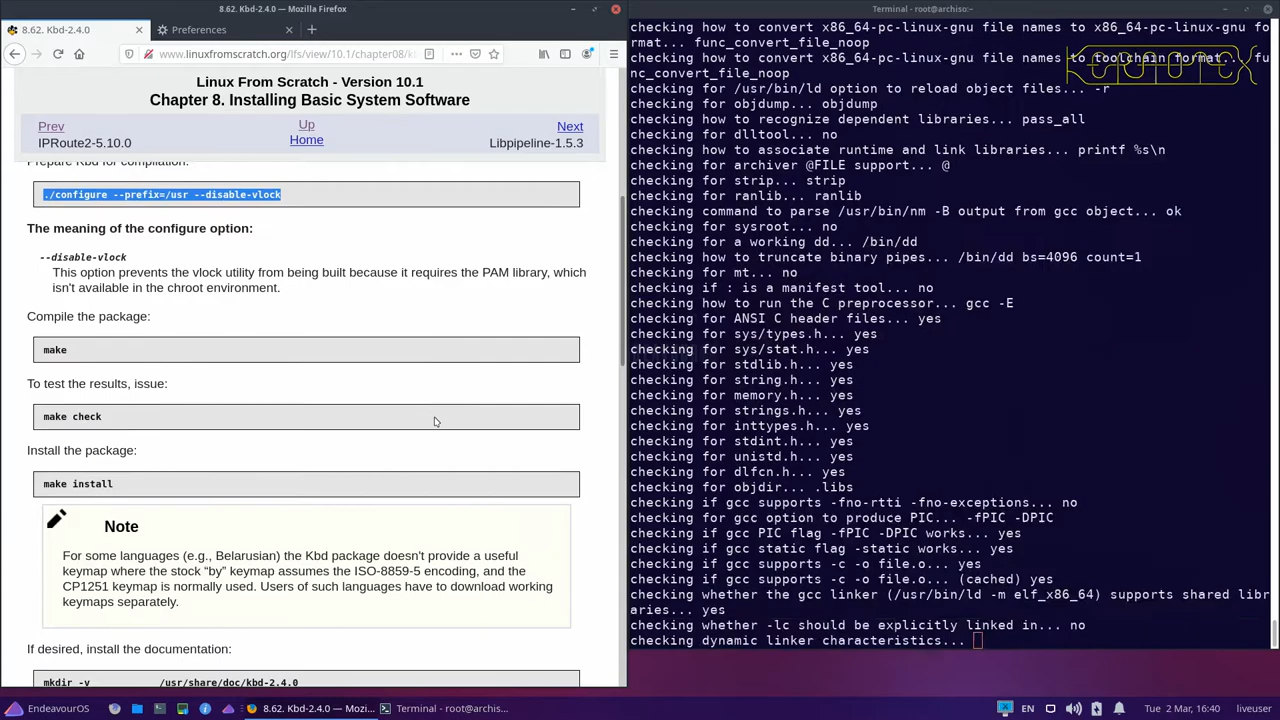 8.62. Kbd-2.4.0 - Mozilla Firefox
8.62. Kbd-2.4.0
Preferences
www.linuxfromscratch.org/lfs/view/10.1/chapter08/k
Linux From Scratch - Version 10.1
Chapter 8. Installing Basic System Software
Prev
Up
Next
IPRoute2-5.10.0
Home
Libpipeline-1.5.3
Prepare Kbd for compilation:
./configure --prefix=/usr --disable-vlock
The meaning of the configure option:
--disable-vlock
This option prevents the vlock utility from being built because it requires the PAM library, which
isn't available in the chroot environment.
Compile the package:
make
To test the results, issue:
make check
Install the package:
make install
Note
For some languages (e.g., Belarusian) the Kbd package doesn't provide a useful
keymap where the stock “by” keymap assumes the ISO-8859-5 encoding, and the
CP1251 keymap is normally used. Users of such languages have to download working
keymaps separately.
If desired, install the documentation:
mkdir -v /usr/share/doc/kbd-2.4.0
Terminal - root@archiso:~
checking how to convert x86_64-pc-linux-gnu file names to x86_64-pc-linux-gnu fo
rmat... func_convert_file_noop
checking how to convert x86_64-pc-linux-gnu file names to toolchain format... fu
nc_convert_file_noop
checking for /usr/bin/ld option to reload object files... -r
checking for objdump... objdump
checking how to recognize dependent libraries... pass_all
checking for dlltool... no
checking how to associate runtime and link libraries... printf %s\n
checking for archiver @FILE support... @
checking for strip... strip
checking for ranlib... ranlib
checking command to parse /usr/bin/nm -B output from gcc object... ok
checking for sysroot... no
checking for a working dd... /bin/dd
checking how to truncate binary pipes... /bin/dd bs=4096 count=1
checking for mt... no
checking if : is a manifest tool... no
checking how to run the C preprocessor... gcc -E
checking for ANSI C header files... yes
checking for sys/types.h... yes
checking for sys/stat.h... yes
checking for stdlib.h... yes
checking for string.h... yes
checking for memory.h... yes
checking for strings.h... yes
checking for inttypes.h... yes
checking for stdint.h... yes
checking for unistd.h... yes
checking for dlfcn.h... yes
checking for objdir... .libs
checking if gcc supports -fno-rtti -fno-exceptions... no
checking for gcc option to produce PIC... -fPIC -DPIC
checking if gcc PIC flag -fPIC -DPIC works... yes
checking if gcc static flag -static works... yes
checking if gcc supports -c -o file.o... yes
checking if gcc supports -c -o file.o... (cached) yes
checking whether the gcc linker (/usr/bin/ld -m elf_x86_64) supports shared libr
aries... yes
checking whether -lc should be explicitly linked in... no
checking dynamic linker characteristics...
EndeavourOS
8.62. Kbd-2.4.0 - Mozilla Fi...
Terminal - root@archiso:...
EN
Tue 2 Mar, 16:40
liveuser